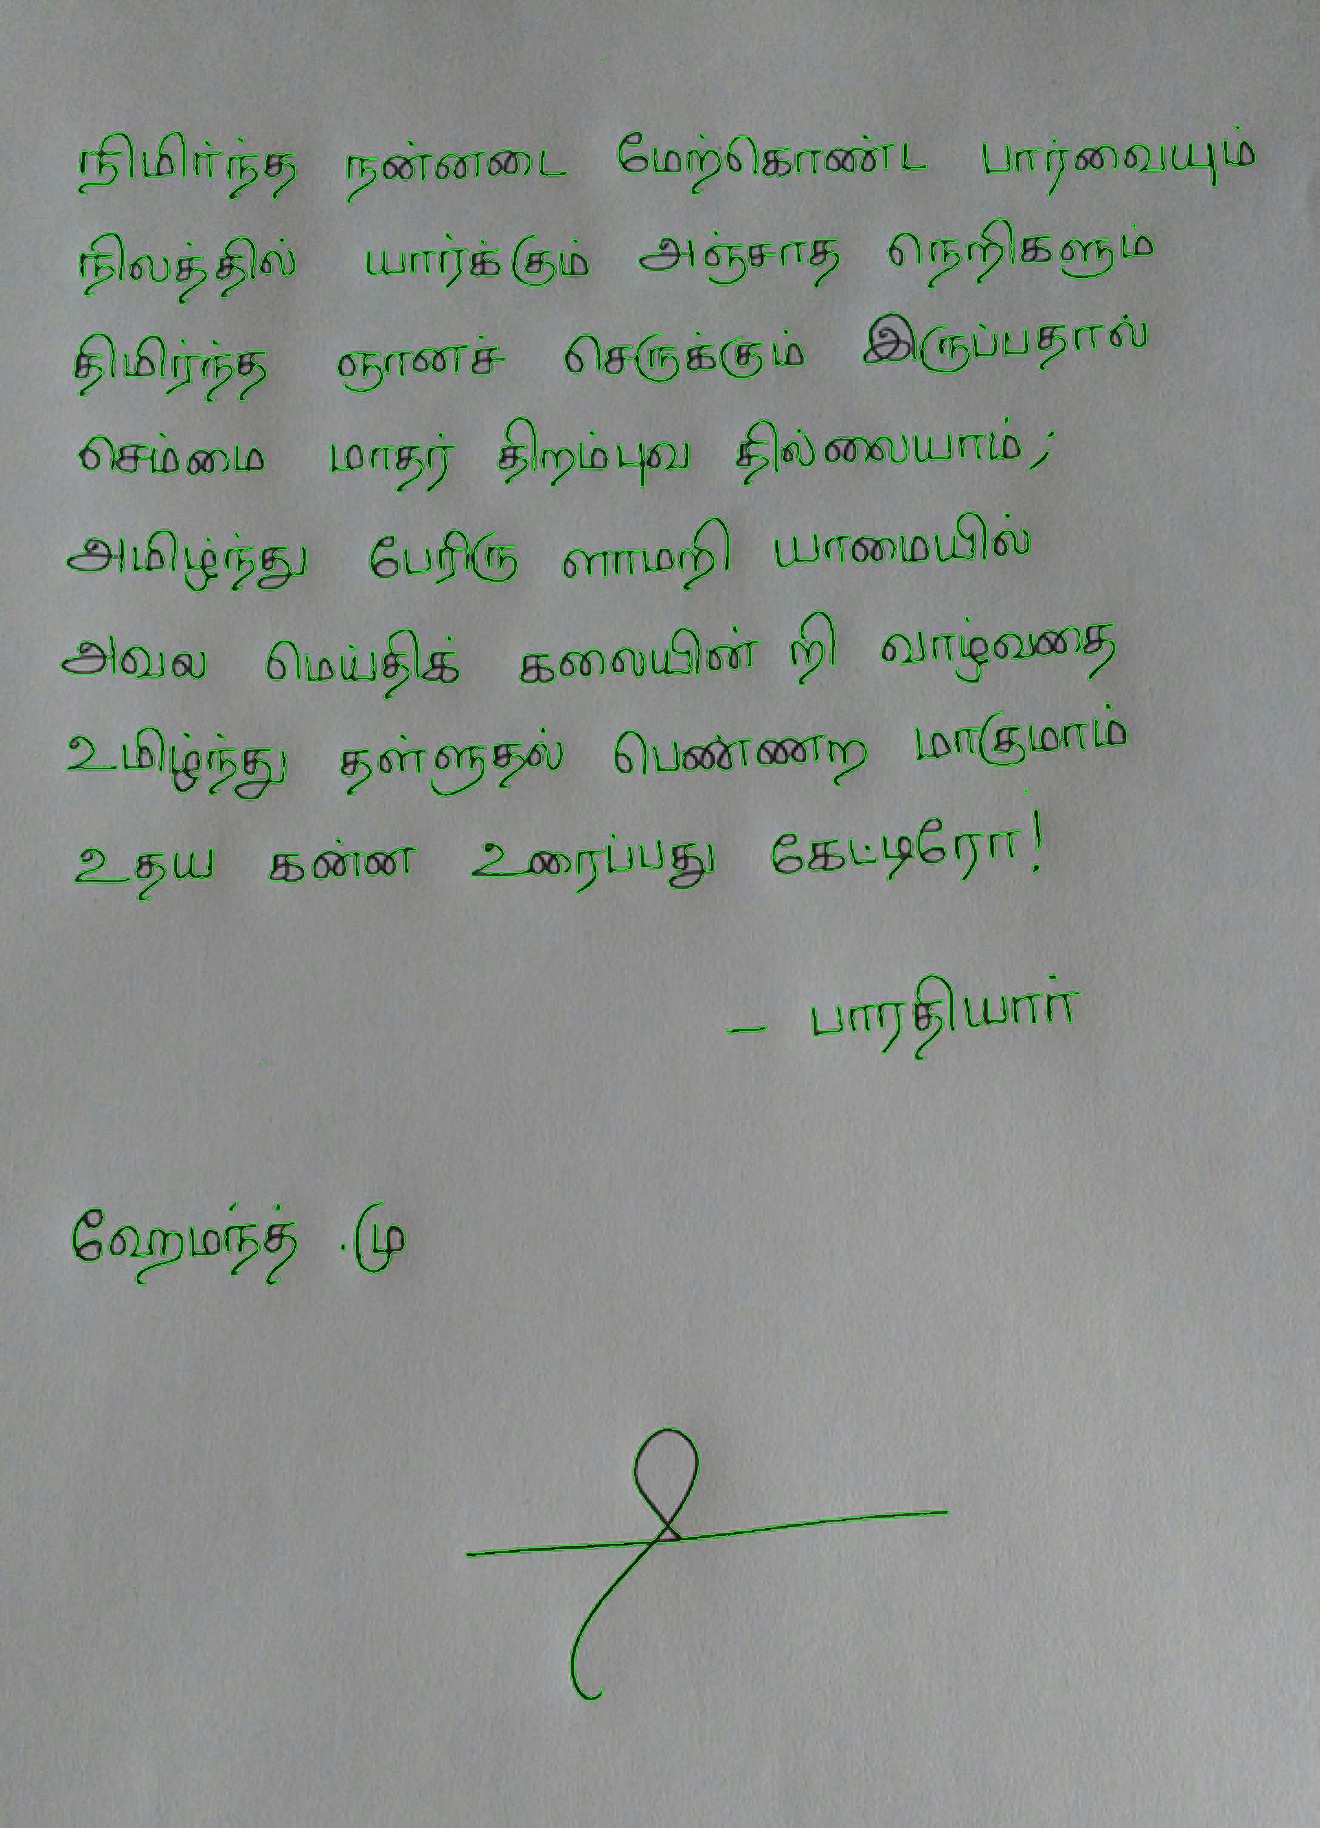 நிமிர்ந்த நன்னடை மேற்கொண்ட பார்வையும்
நிலத்தில் யார்க்கும் அஞ்சாத நெறிகளும்
திமிர்ந்த ஞானச் செருக்கும் இருப்பதால்
செம்மை மாதர் திறம்புவ தில்லையாம்;
அமிழ்ந்து பேரிரு ளாமறி யாமையில்
அவல மெய்திக் கலையின் றி வாழ்வதை
உமிழ்ந்து தள்ளுதல் பெண்ணற மாகுமாம்
உதய கன்ன உரைப்பது கேட்டிரோ!
- பாரதியார்
ஹேமந்த் .மு